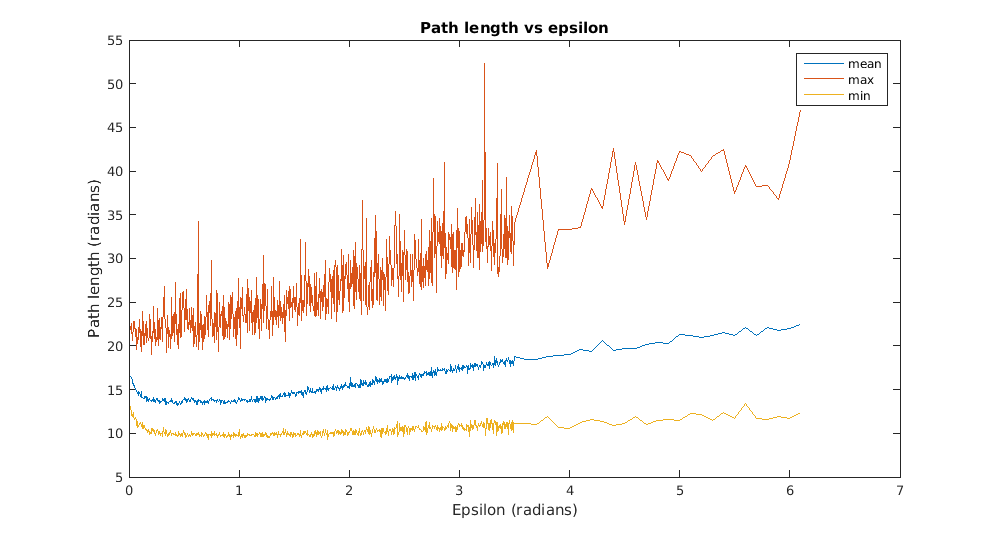 Path length vs epsilon
mean
max
min
55
50
45
40
35
30
25
20
15
10
5
Path length (radians)
0 1 2 3 4 5 6 7
Epsilon (radians)